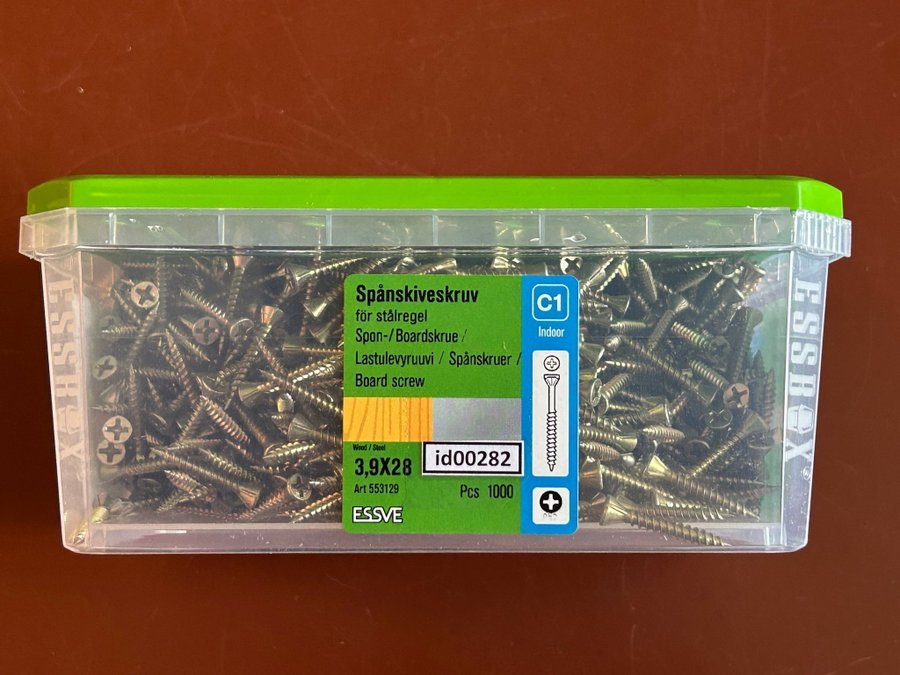 Spånskiveskruv
för stålregel
Spon-/Boardskrue/
Lastulevyruuvi / Spånskruer /
Board screw
C1
Indoor
Wood / Steel
3,9X28
id00282
Art 553129
Pcs 1000
ESSVE
ESSBOX
ESSBOX